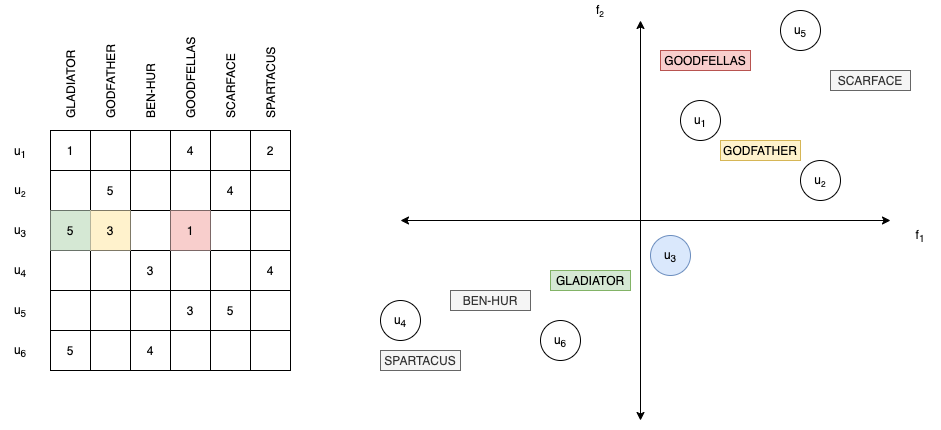 GLADIATOR GODFATHER BEN-HUR GOODFELLAS SCARFACE SPARTACUS
u1 1 4 2
u2 5 4
u3 5 3 1
u4 3 4
u5 3 5
u6 5 4
f2
u5
GOODFELLAS
SCARFACE
u1
GODFATHER
u2
f1
u3
GLADIATOR
BEN-HUR
u4
u6
SPARTACUS